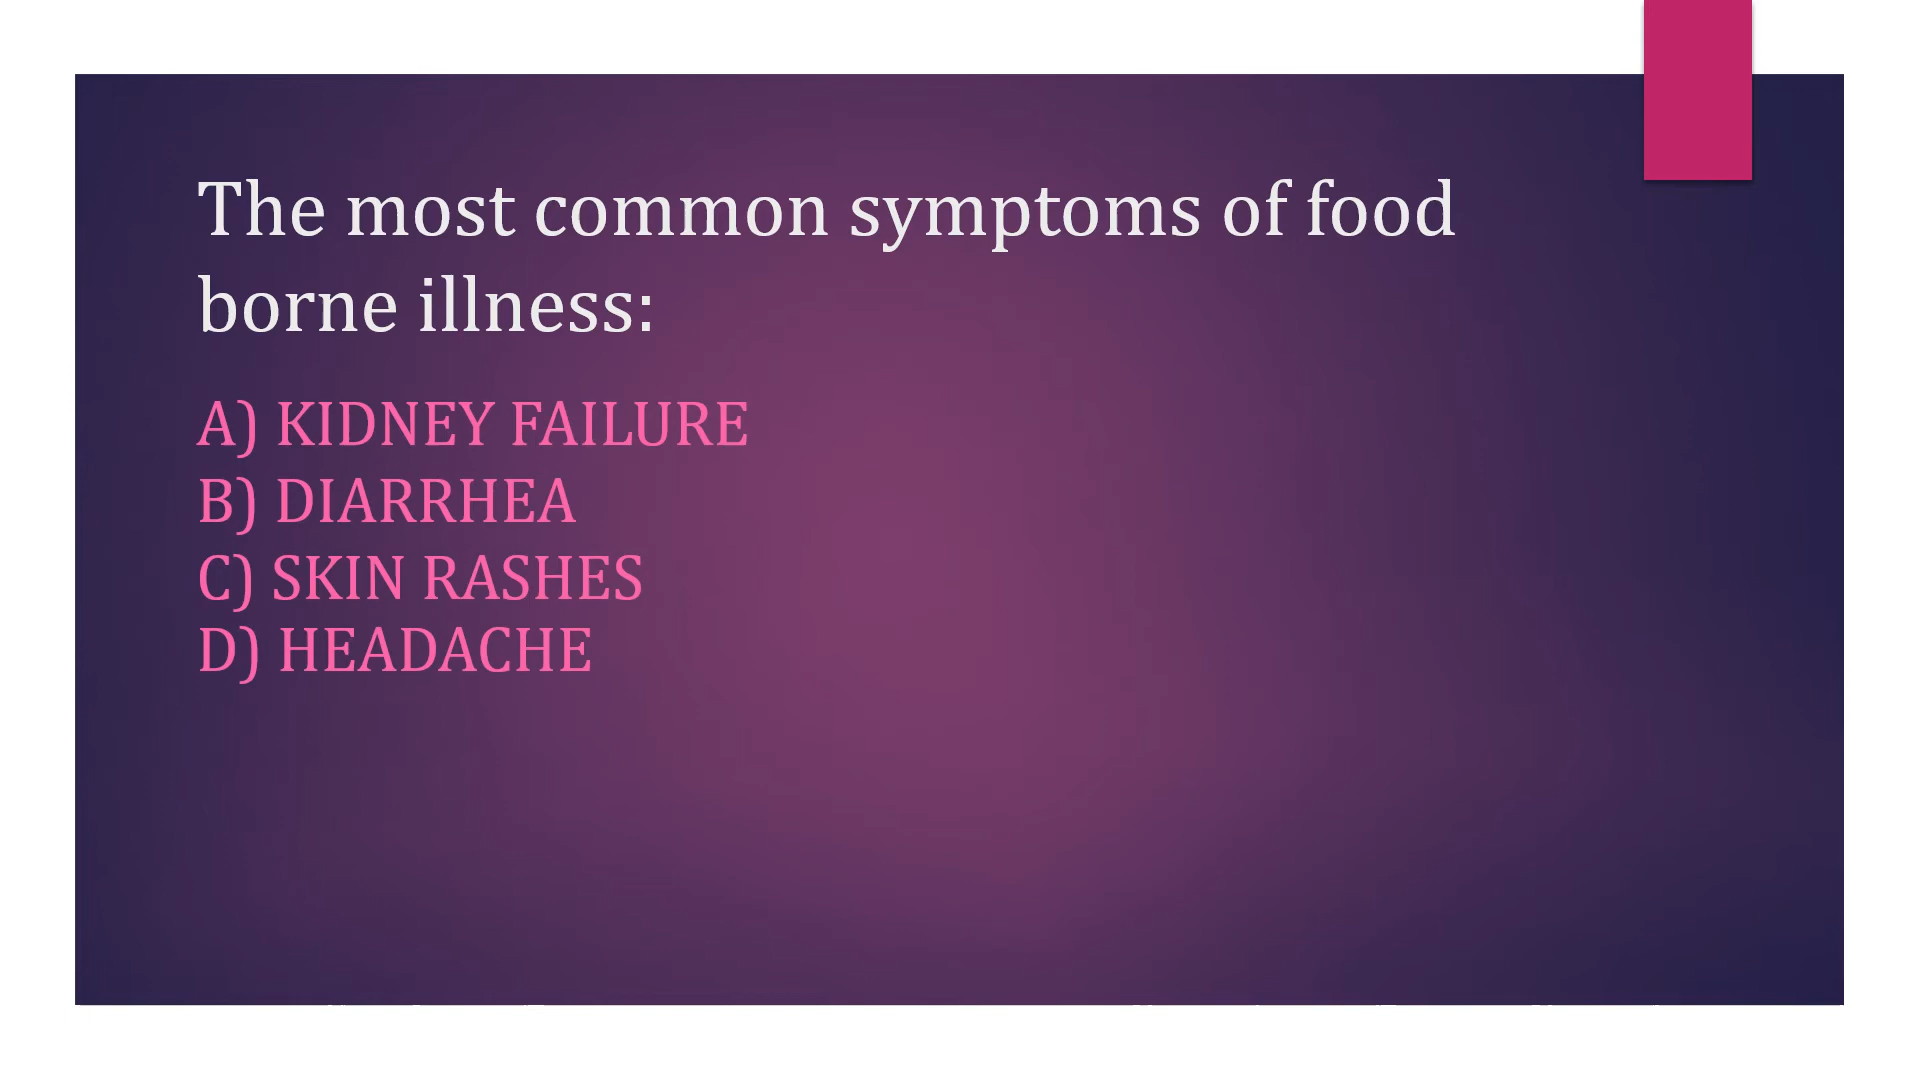 The most common symptoms of food
borne illness:
A) KIDNEY FAILURE
B) DIARRHEA
C) SKIN RASHES
D) HEADACHE